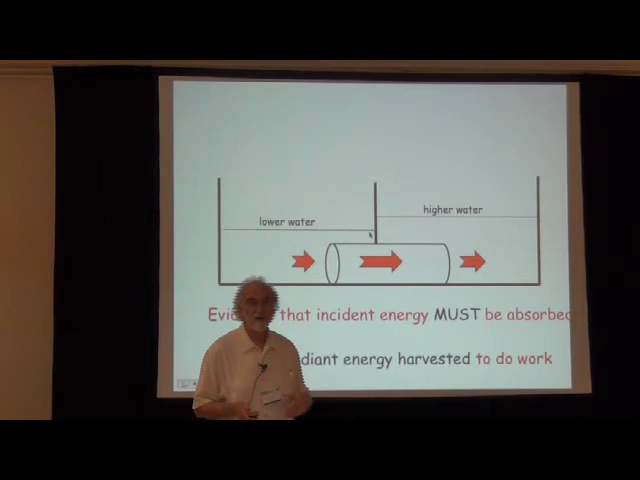 higher water
lower water
that incident energy MUST be absorbed
energy harvested to do work